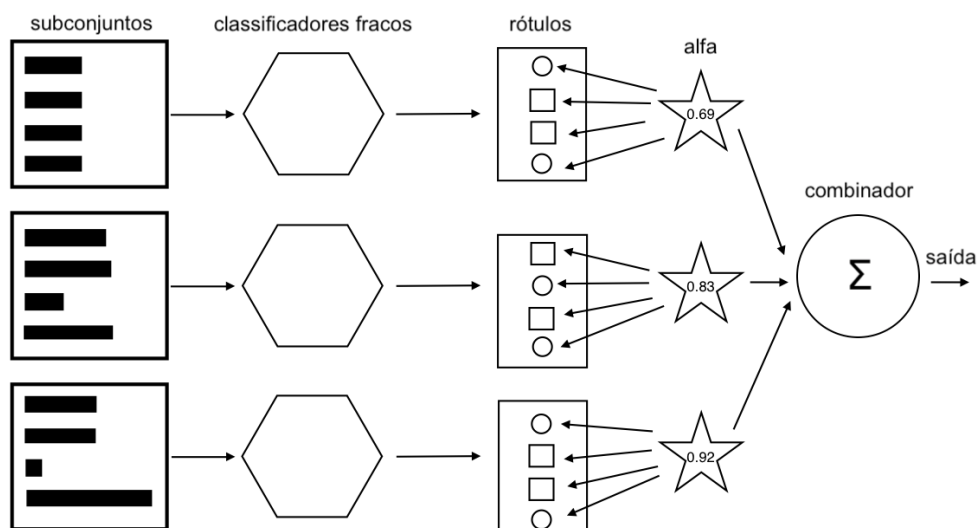 subconjuntos
classificadores fracos
rótulos
alfa
0.69
combinador
0.83
Σ
saída
0.92